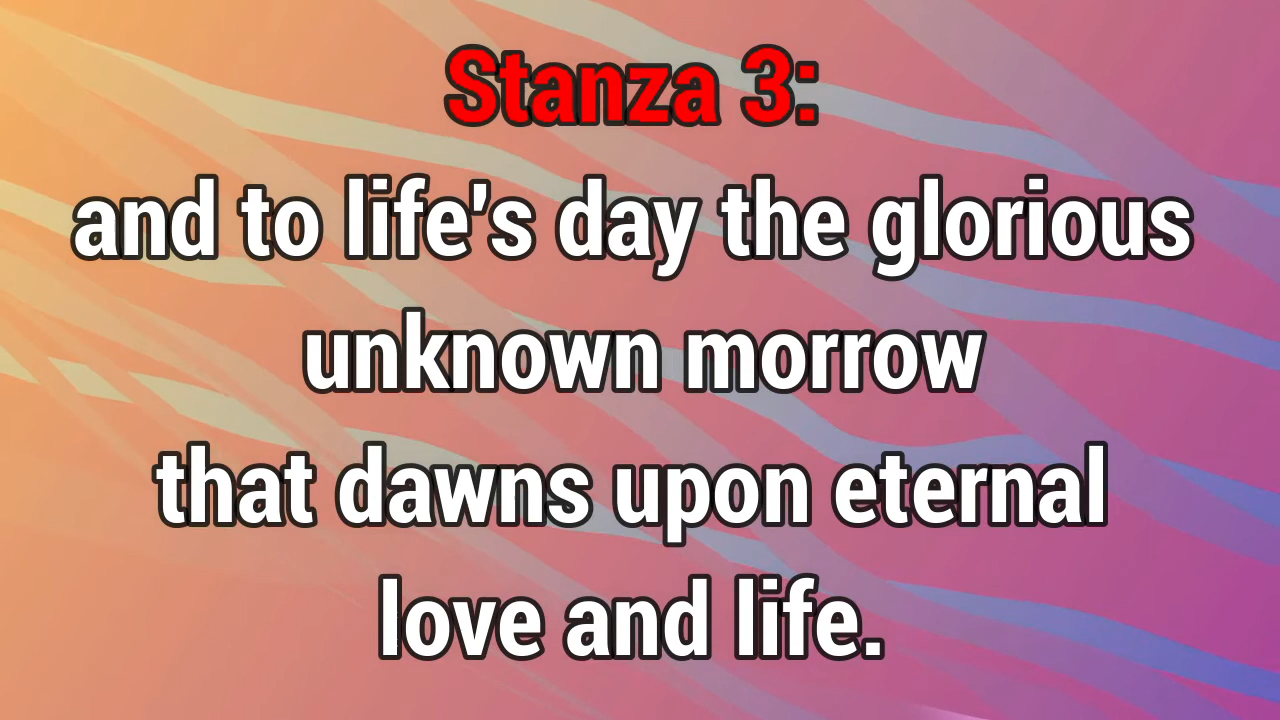 Stanza 3:
and to life's day the glorious
unknown morrow
that dawns upon eternal
love and life.